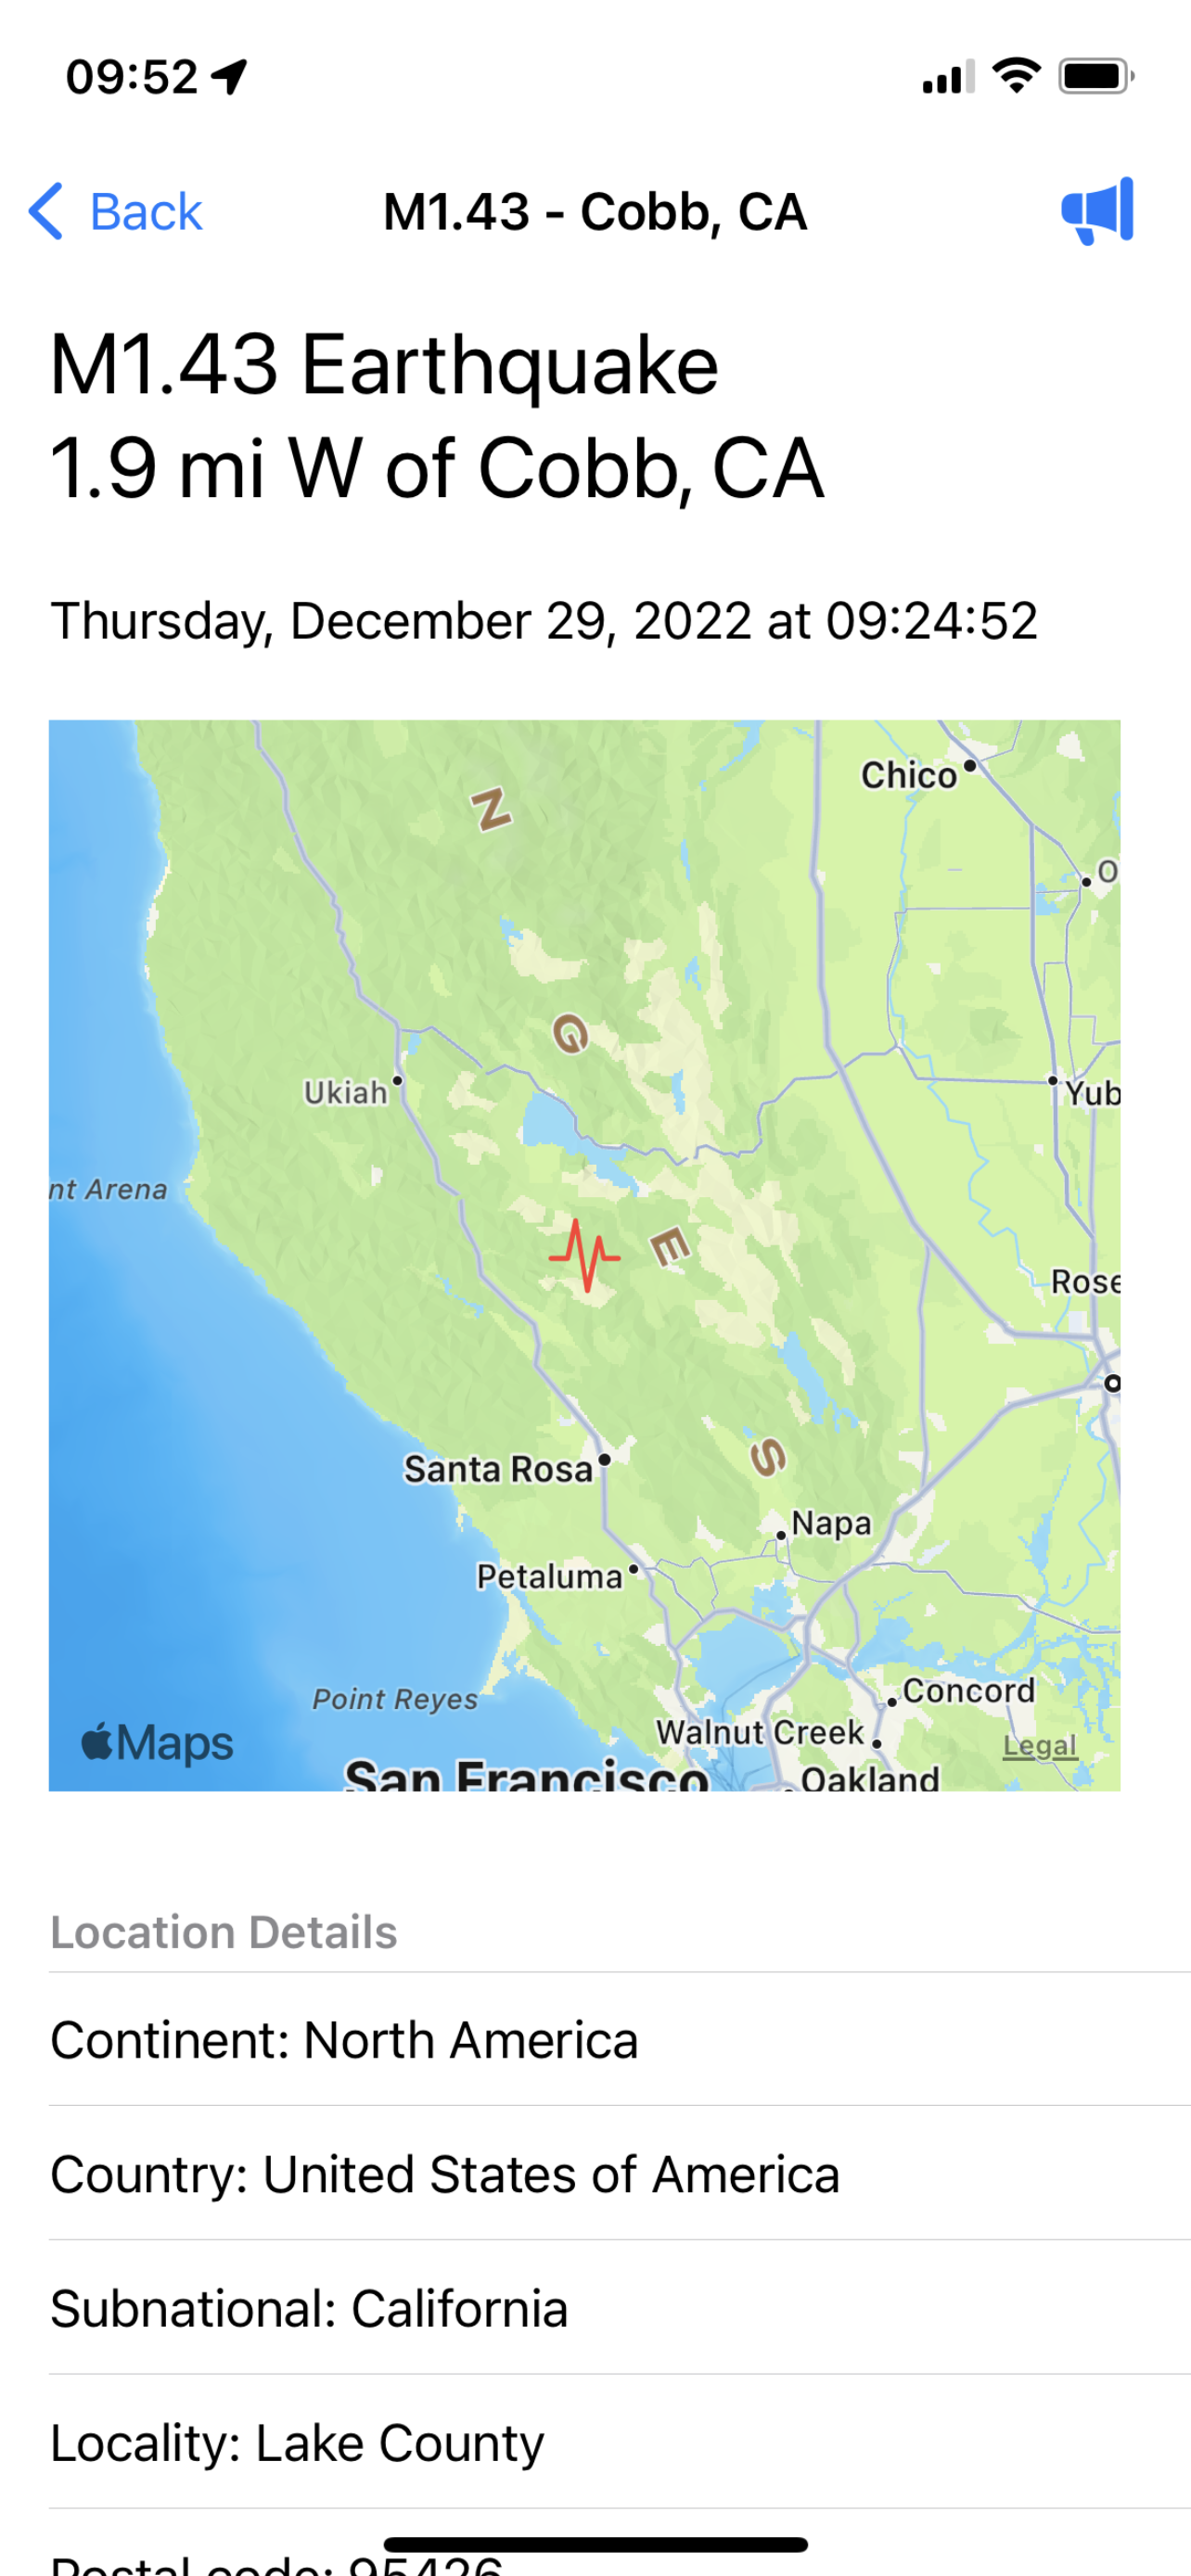 09:52
Back
M1.43 - Cobb, CA
M1.43 Earthquake
1.9 mi W of Cobb, CA
Thursday, December 29, 2022 at 09:24:52
Chico
N
O
G
Ukiah
Yub
nt Arena
E
Rose
Santa Rosa
S
Napa
Petaluma
Point Reyes
Concord
Walnut Creek
Maps
Legal
San Francisco
Oakland
Location Details
Continent: North America
Country: United States of America
Subnational: California
Locality: Lake County
Postal code: 95426